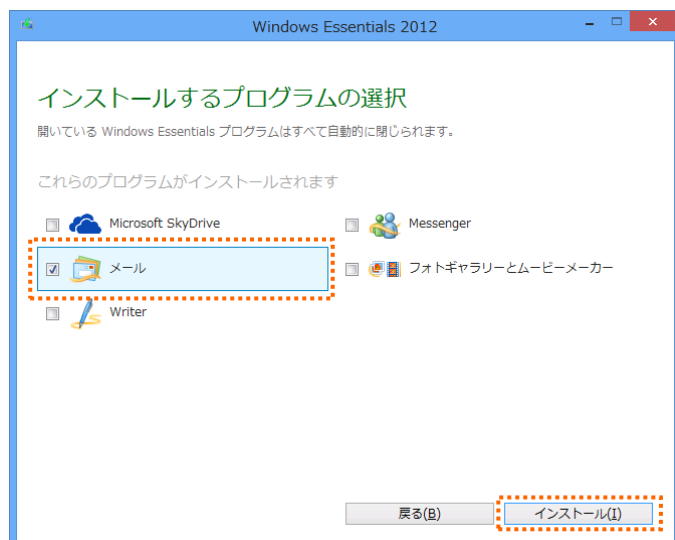 Windows Essentials 2012
インストールするプログラムの選択
開いている Windows Essentials プログラムはすべて自動的に閉じられます。
これらのプログラムがインストールされます
Microsoft SkyDrive
Messenger
メール
フォトギャラリーとムービーメーカー
Writer
戻る(B)
インストール(I)